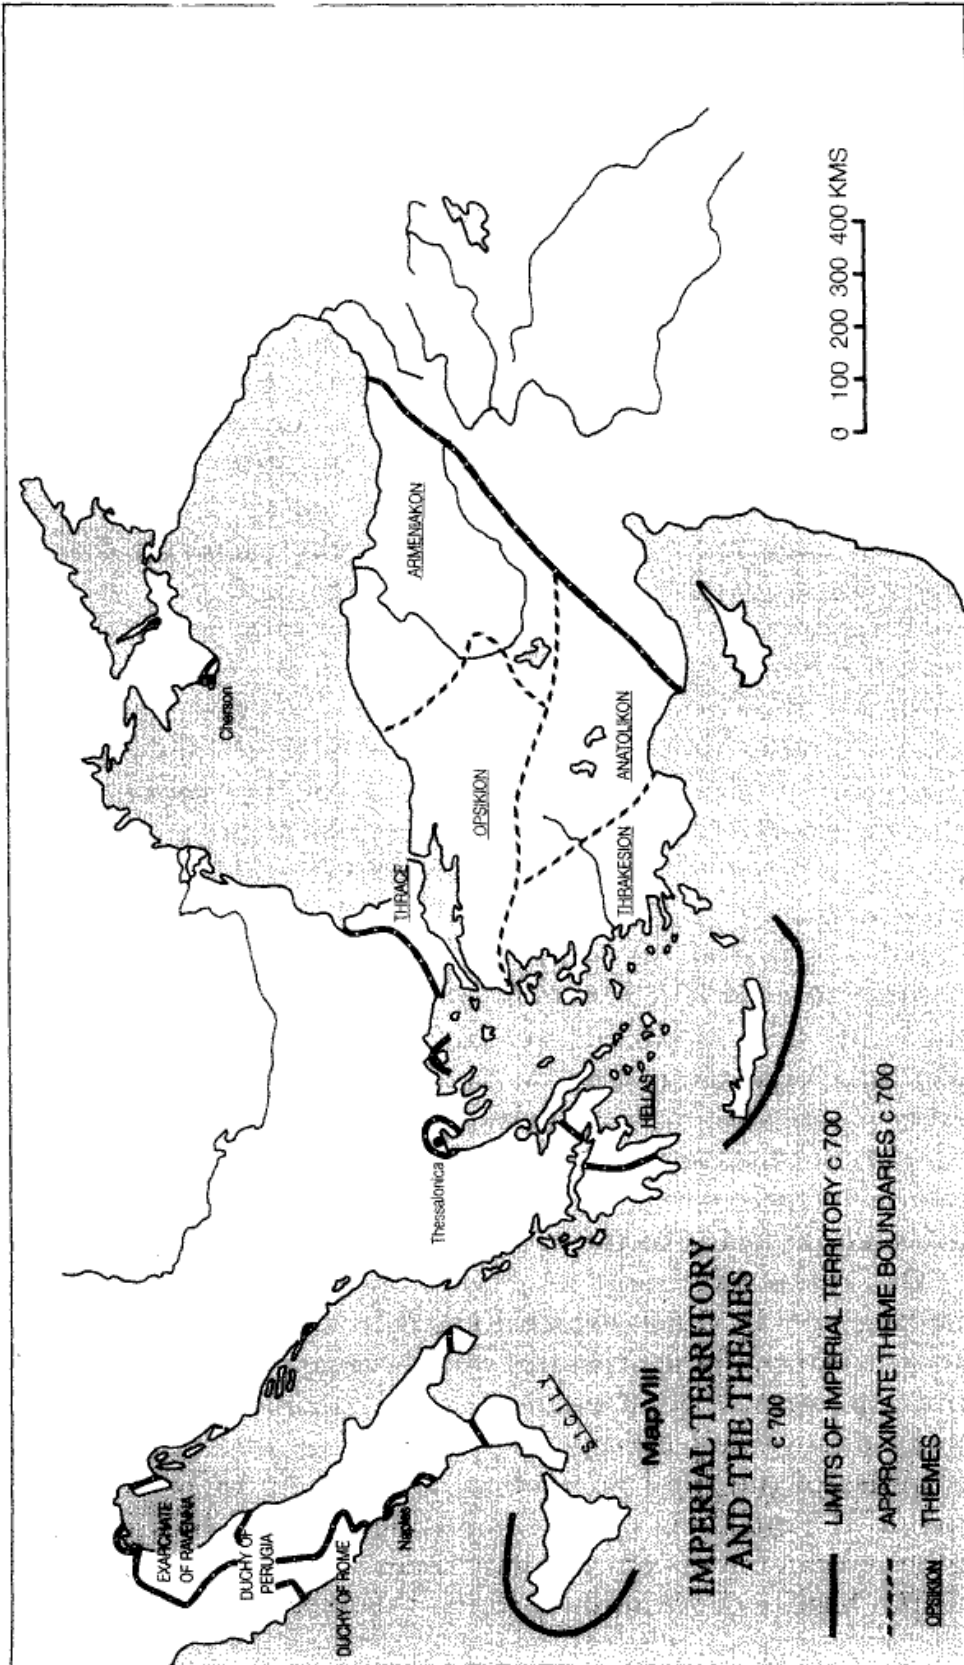 EXARCHATE
OF RAVENNA
DUCHY OF
PERUGIA
DUCHY OF ROME
Naples
SICILY
Thessalonica
HELLAS
THRACE
Cherson
OPSIKION
ARMENIAKON
THRAKESION
ANATOLIKON
Map VIII
IMPERIAL TERRITORY
AND THE THEMES
c 700
LIMITS OF IMPERIAL TERRITORY c 700
APPROXIMATE THEME BOUNDARIES c 700
OPSIKION THEMES
0 100 200 300 400 KMS